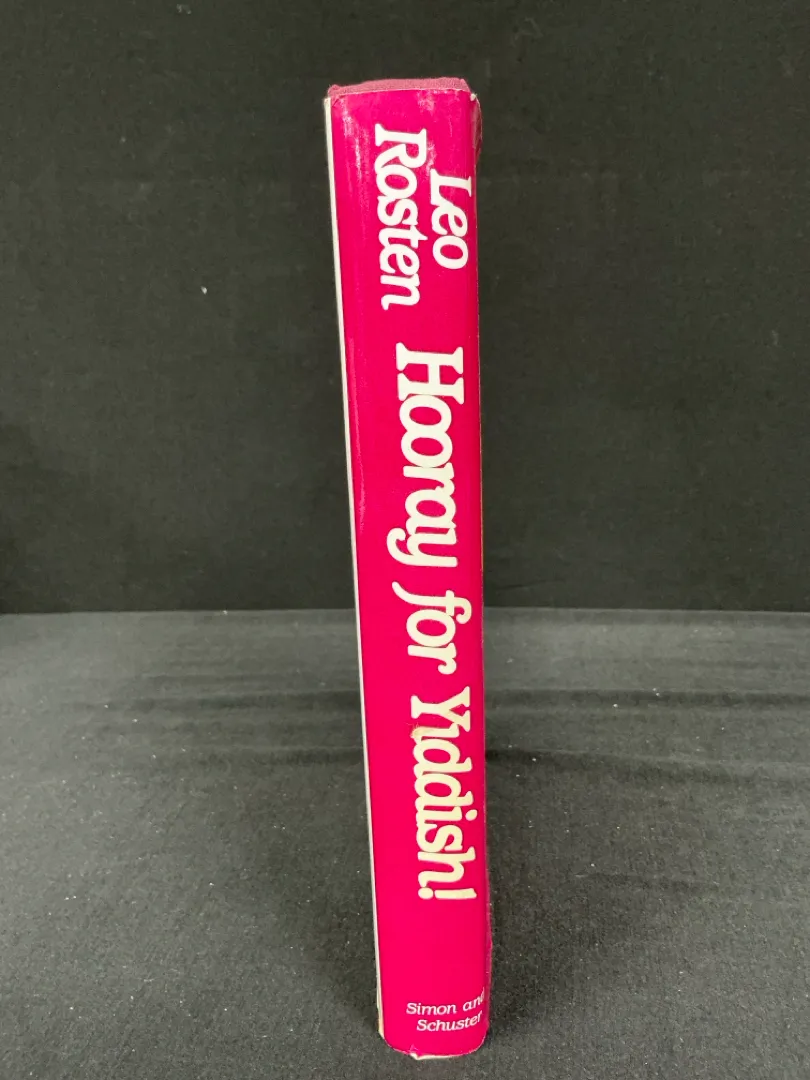 Leo
Rosten
Hooray for Yiddish!
Simon and
Schuster